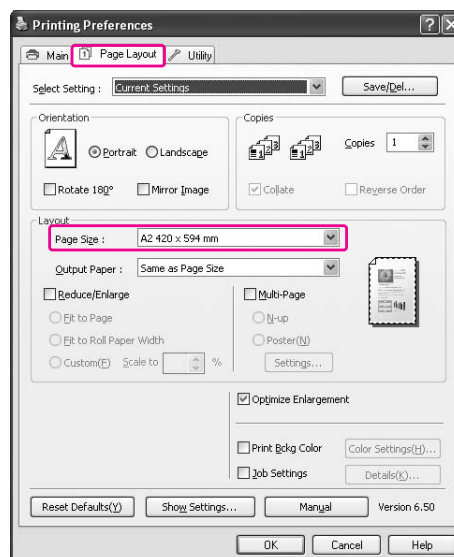 Printing Preferences
Main Page Layout Utility
Select Setting : Current Settings Save/Del...
Orientation
Portrait Landscape
Rotate 180° Mirror Image
Copies
Copies 1
Collate Reverse Order
Layout
Page Size : A2 420 x 594 mm
Output Paper : Same as Page Size
Reduce/Enlarge
Fit to Page
Fit to Roll Paper Width
Custom(E) Scale to %
Multi-Page
N-up
Poster(N)
Settings...
Optimize Enlargement
Print Bckg Color Color Settings(H)...
Job Settings Details(K)...
Reset Defaults(Y) Show Settings... Manual Version 6.50
OK Cancel Help